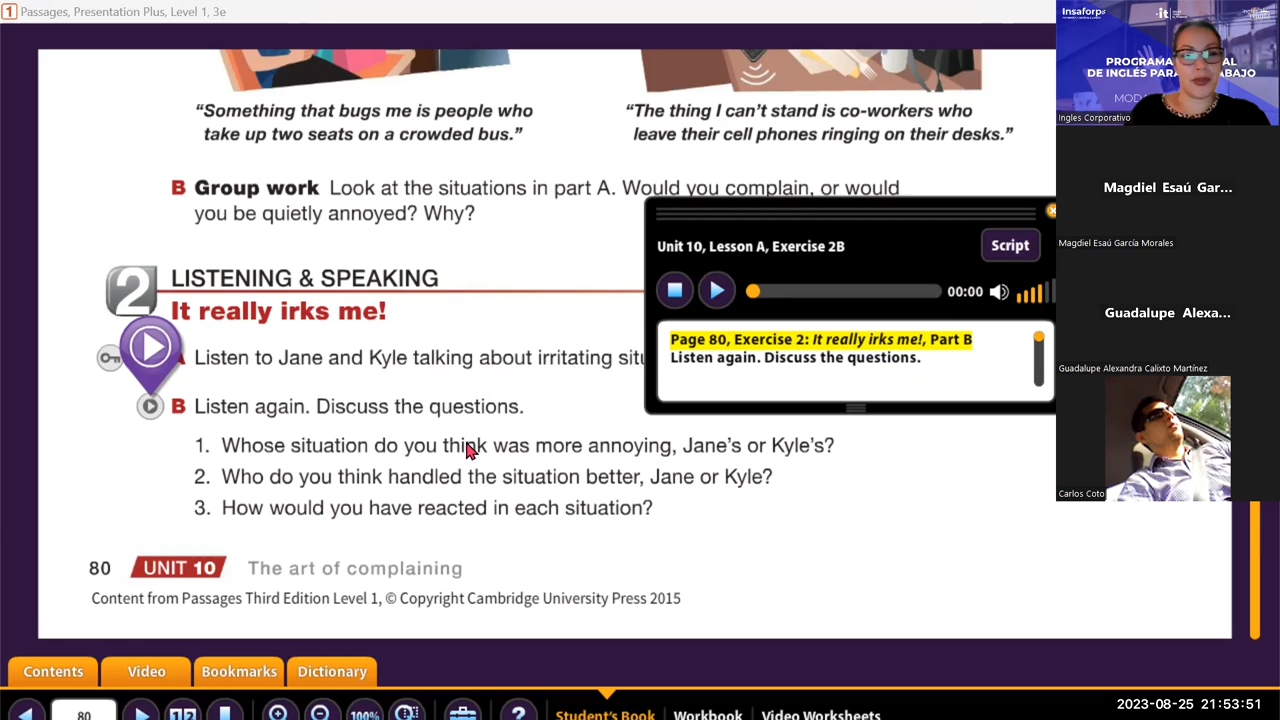 1 Passages, Presentation Plus, Level 1, 3e
"Something that bugs me is people who
take up two seats on a crowded bus."
"The thing I can't stand is co-workers who
leave their cell phones ringing on their desks."
B Group work Look at the situations in part A. Would you complain, or would
you be quietly annoyed? Why?
2 LISTENING & SPEAKING
It really irks me!
Listen to Jane and Kyle talking about irritating
B Listen again. Discuss the questions.
1. Whose situation do you think was more annoying, Jane's or Kyle's?
2. Who do you think handled the situation better, Jane or Kyle?
3. How would you have reacted in each situation?
80 UNIT 10 The art of complaining
Content from Passages Third Edition Level 1, © Copyright Cambridge University Press 2015
Unit 10, Lesson A, Exercise 2B
Script
00:00
Page 80, Exercise 2: It really irks me!, Part B
Listen again. Discuss the questions.
Contents Video Bookmarks Dictionary
80 1 2 100% ? Student's Book Workbook Video Worksheets
Insaforp it
PROGRAMA AL
DE INGLÉS PARA BAJO
MOD
Ingles Corporativo
Magdiel Esaú Gar...
Magdiel Esaú García Morales
Guadalupe Alexa...
Guadalupe Alexandra Calixto Martínez
Carlos Coto
2023-08-25 21:53:51